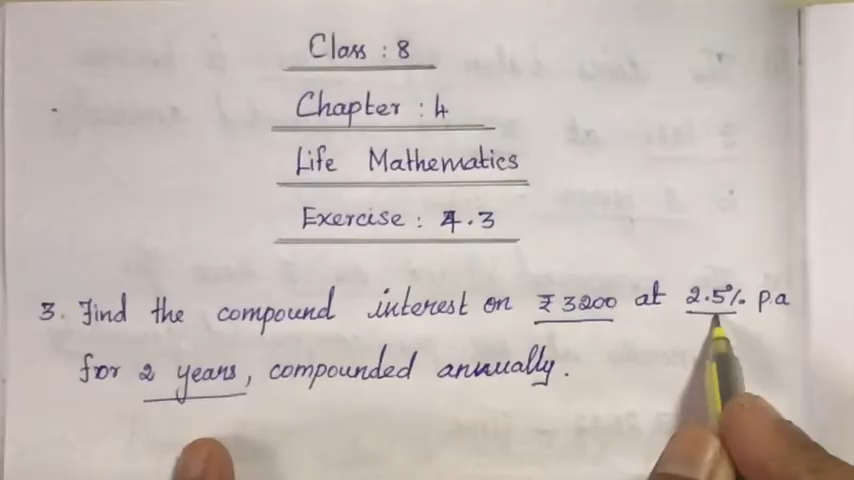 Class : 8
Chapter : 4
Life Mathematics
Exercise : 4.3
3. Find the compound interest on ₹ 3200 at 2.5% p.a
for 2 years, compounded annually.